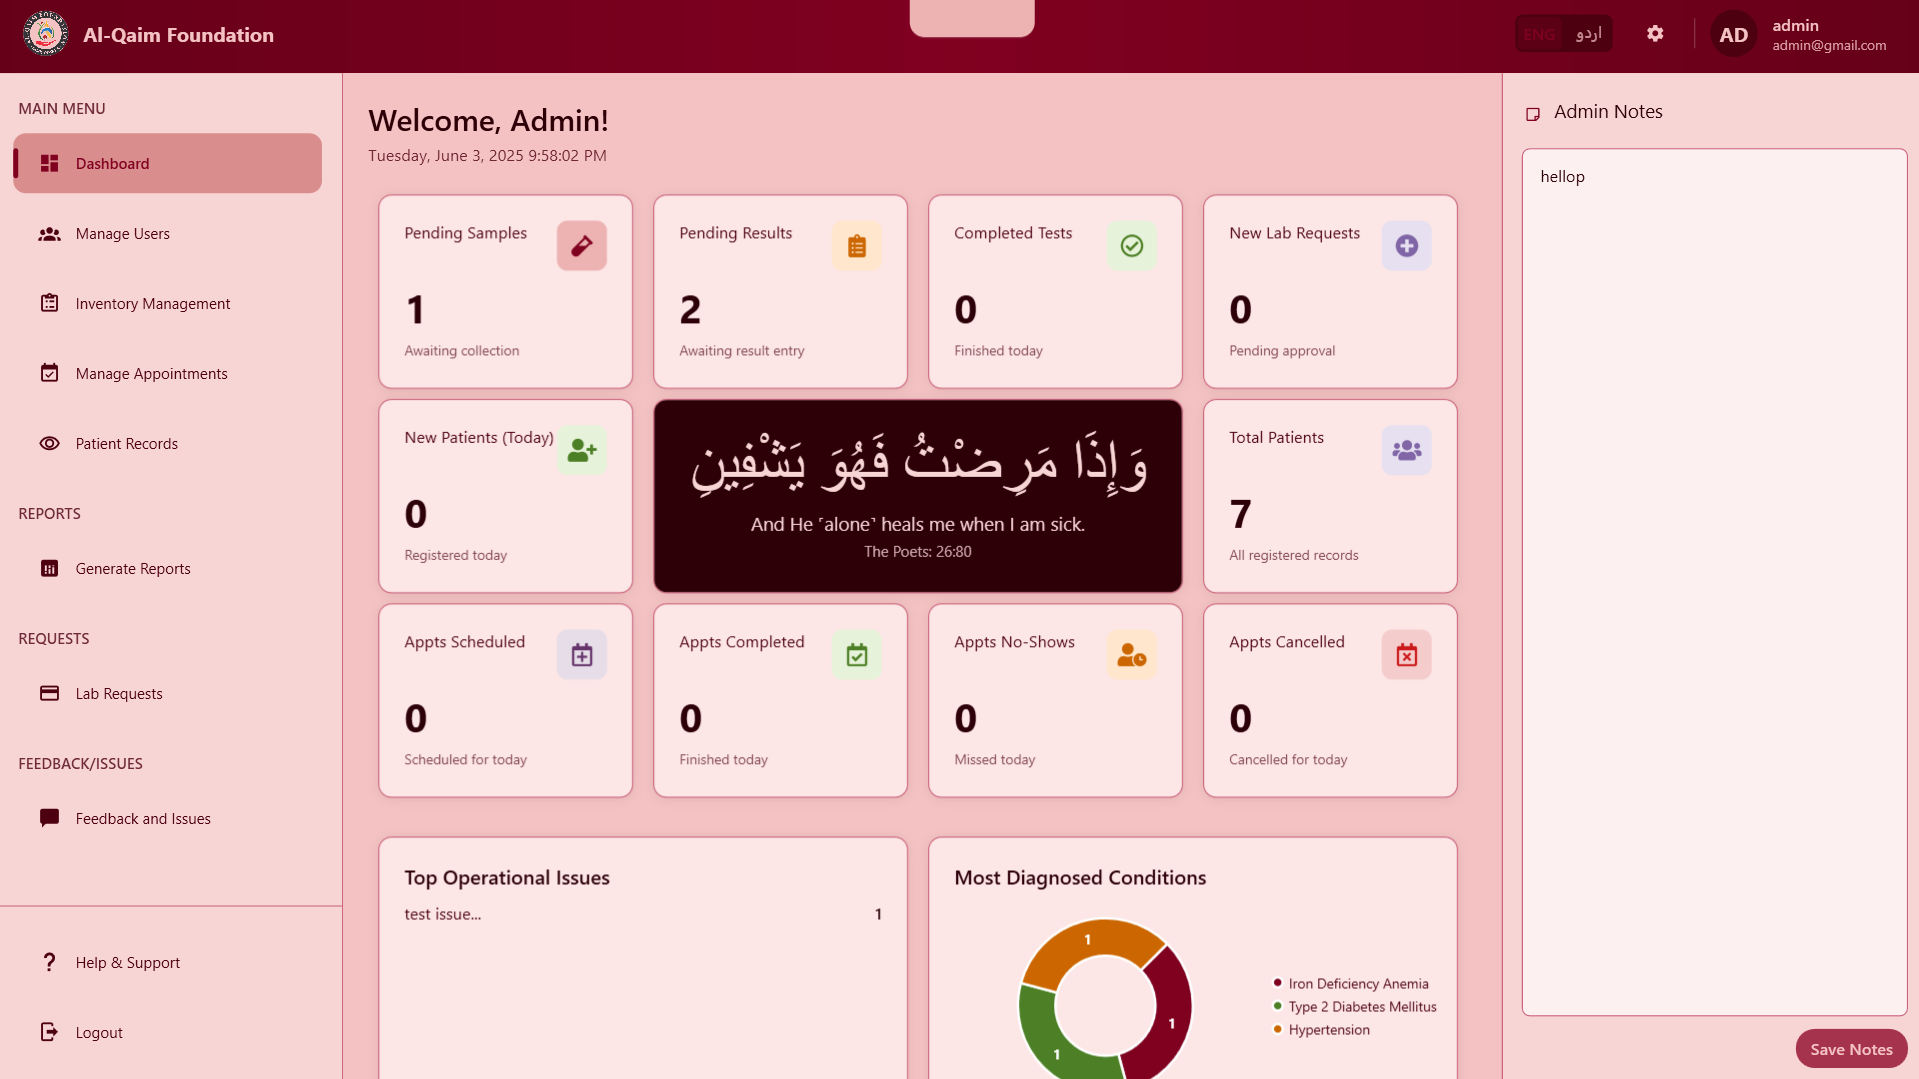 Al-Qaim Foundation
ENG
اردو
AD
admin
admin@gmail.com
MAIN MENU
Dashboard
Manage Users
Inventory Management
Manage Appointments
Patient Records
REPORTS
Generate Reports
REQUESTS
Lab Requests
FEEDBACK/ISSUES
Feedback and Issues
Help & Support
Logout
Welcome, Admin!
Tuesday, June 3, 2025 9:58:02 PM
Pending Samples
1
Awaiting collection
Pending Results
2
Awaiting result entry
Completed Tests
0
Finished today
New Lab Requests
0
Pending approval
New Patients (Today)
0
Registered today
وَإِذَا مَرِضْتُ فَهُوَ يَشْفِينِ
And He ˹alone˺ heals me when I am sick.
The Poets: 26:80
Total Patients
7
All registered records
Appts Scheduled
0
Scheduled for today
Appts Completed
0
Finished today
Appts No-Shows
0
Missed today
Appts Cancelled
0
Cancelled for today
Top Operational Issues
test issue...
1
Most Diagnosed Conditions
1
1
1
Iron Deficiency Anemia
Type 2 Diabetes Mellitus
Hypertension
Admin Notes
hellop
Save Notes